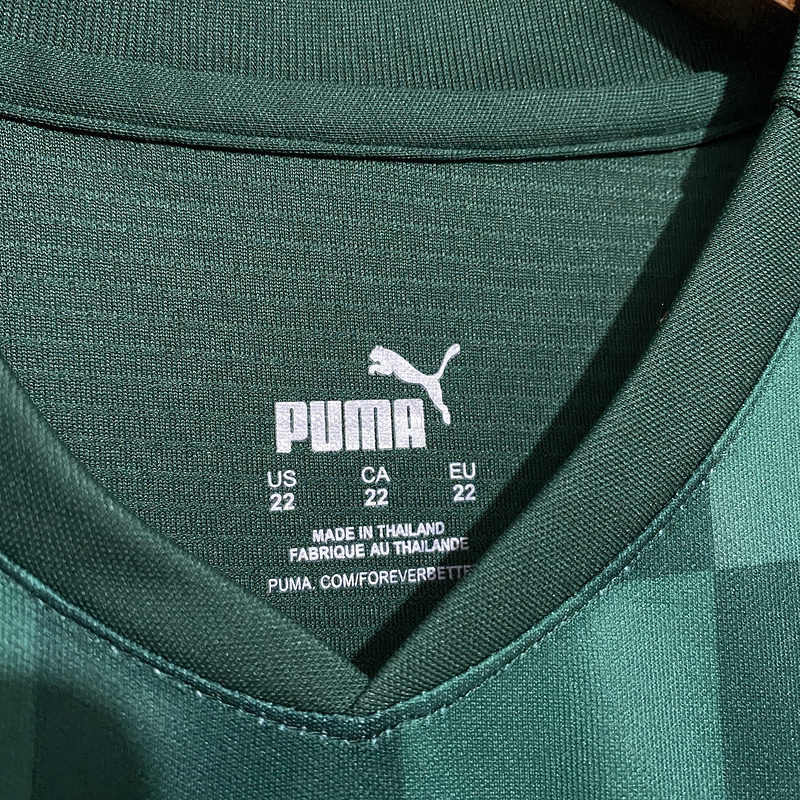 PUMA
US CA EU
22 22 22
MADE IN THAILAND
FABRIQUE AU THAILANDE
PUMA. COM/FOREVERBETTE